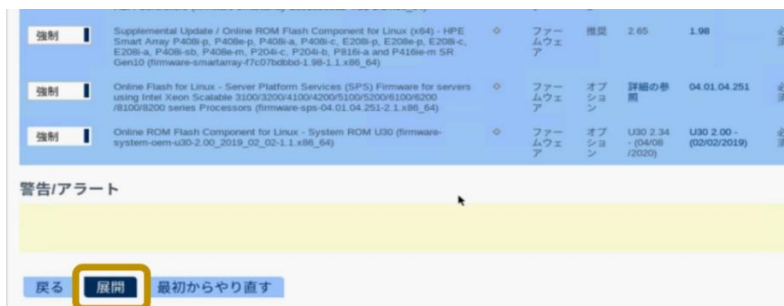 強制
Supplemental Update / Online ROM Flash Component for Linux (x64) - HPE
Smart Array P408i-p, P408e-p, P408i-a, P408i-c, E208i-p, E208e-p, E208i-c,
E208i-a, P408i-sb, P408e-m, P204i-c, P204i-b, P816i-a and P416ie-m SR
Gen10 (firmware-smartarray-f7c07bdbbd-1.98-1.1.x86_64)
ファー
ムウェ
ア
推奨
2.65
1.98
強制
Online Flash for Linux - Server Platform Services (SPS) Firmware for servers
using Intel Xeon Scalable 3100/3200/4100/4200/5100/5200/6100/6200
/8100/8200 series Processors (firmware-sps-04.01.04.251-2.1.x86_64)
ファー
ムウェ
ア
オプ
ショ
ン
詳細の参
照
04.01.04.251
強制
Online ROM Flash Component for Linux - System ROM U30 (firmware-
system-oem-u30-2.00_2019_02_02-1.1.x86_64)
ファー
ムウェ
ア
オプ
ショ
ン
U30 2.34
- (04/08
/2020)
U30 2.00 -
(02/02/2019)
警告/アラート
戻る
展開
最初からやり直す